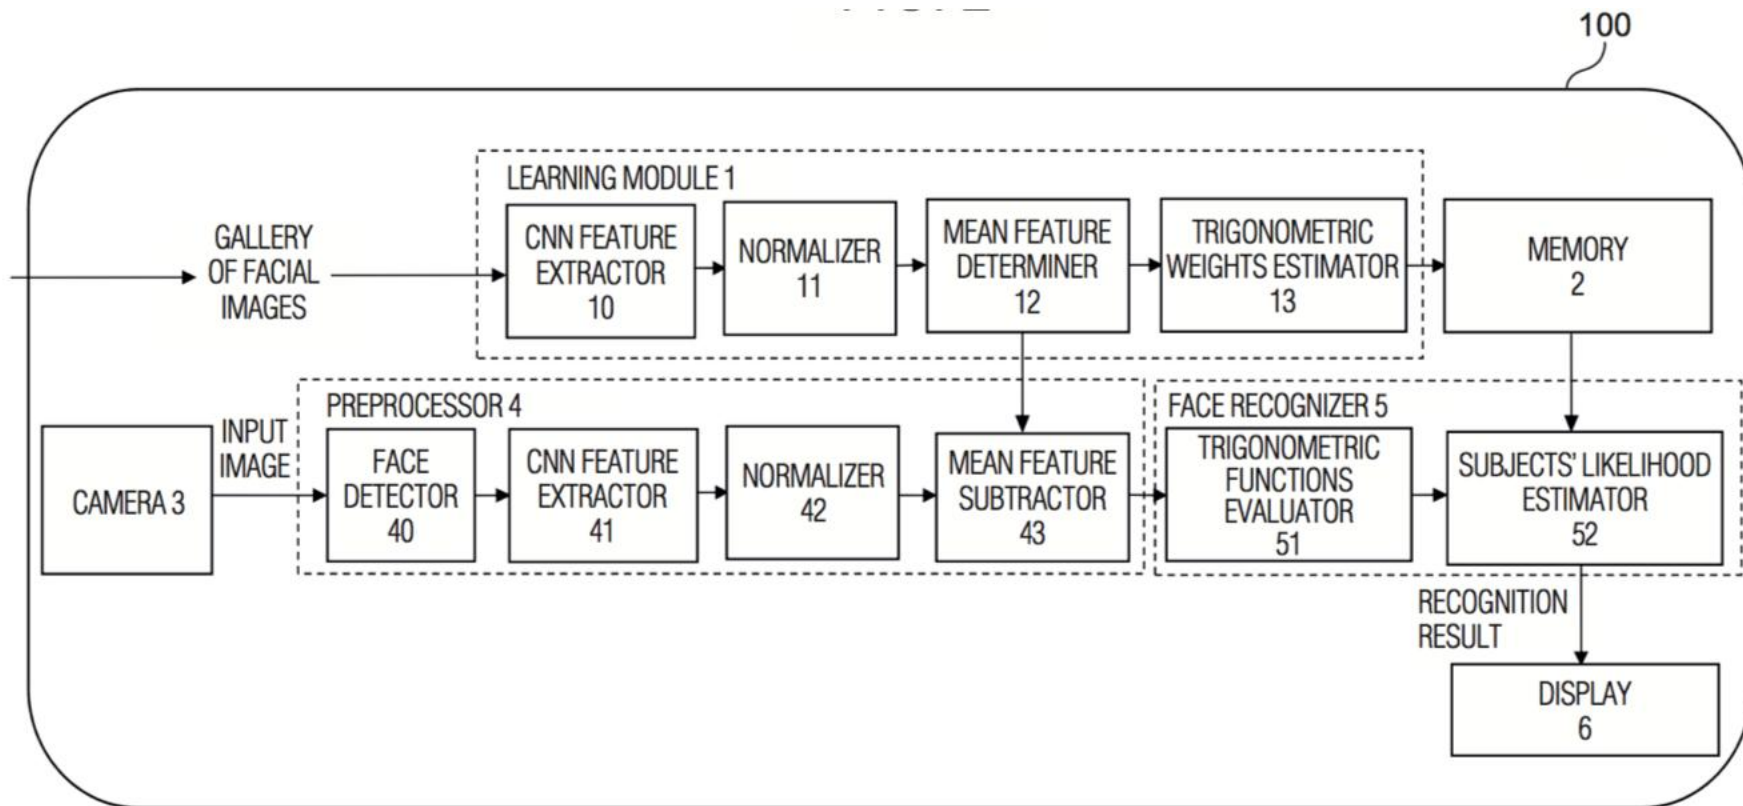 100
LEARNING MODULE 1
GALLERY
OF FACIAL
IMAGES
CNN FEATURE
EXTRACTOR
10
NORMALIZER
11
MEAN FEATURE
DETERMINER
12
TRIGONOMETRIC
WEIGHTS ESTIMATOR
13
MEMORY
2
CAMERA 3
INPUT
IMAGE
PREPROCESSOR 4
FACE
DETECTOR
40
CNN FEATURE
EXTRACTOR
41
NORMALIZER
42
MEAN FEATURE
SUBTRACTOR
43
FACE RECOGNIZER 5
TRIGONOMETRIC
FUNCTIONS
EVALUATOR
51
SUBJECTS' LIKELIHOOD
ESTIMATOR
52
RECOGNITION
RESULT
DISPLAY
6